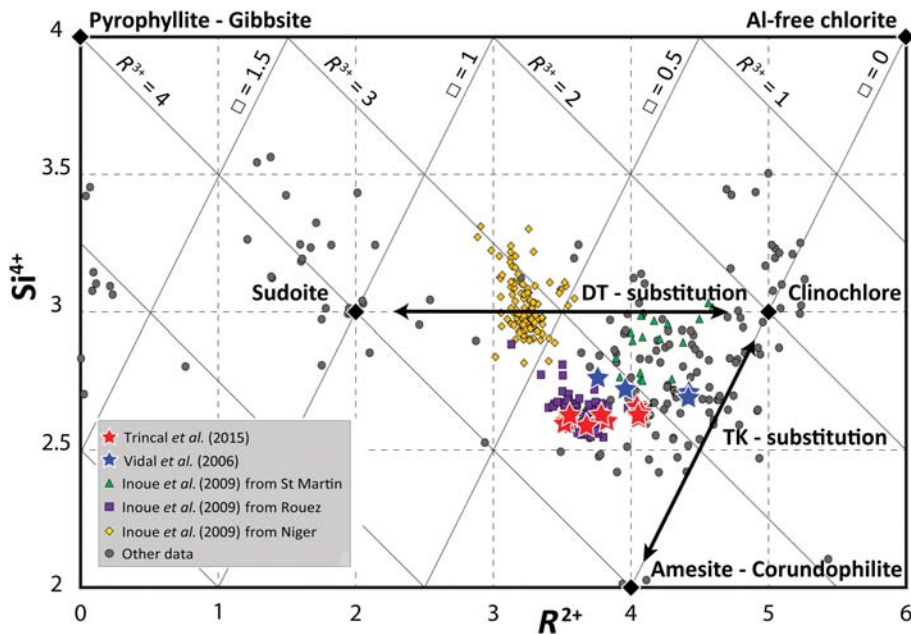 Pyrophyllite - Gibbsite
Al-free chlorite
R³⁺ = 4
□ = 1.5
R³⁺ = 3
□ = 1
R³⁺ = 2
□ = 0.5
R³⁺ = 1
□ = 0
4
3.5
3
2.5
2
Si⁴⁺
Sudoite
DT - substitution
Clinochlore
TK - substitution
Amesite - Corundophilite
Trincal et al. (2015)
Vidal et al. (2006)
Inoue et al. (2009) from St Martin
Inoue et al. (2009) from Rouez
Inoue et al. (2009) from Niger
Other data
0 1 2 3 4 5 6
R²⁺